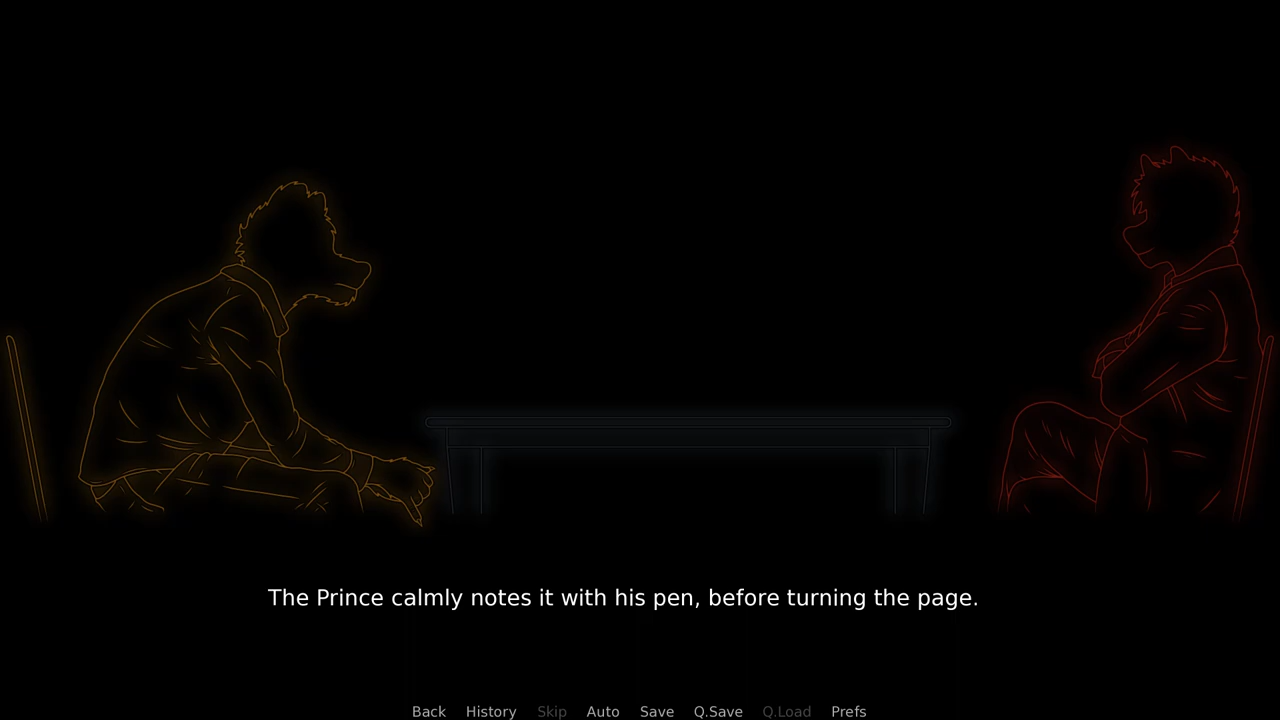 The Prince calmly notes it with his pen, before turning the page.
Back History Skip Auto Save Q.Save Q.Load Prefs